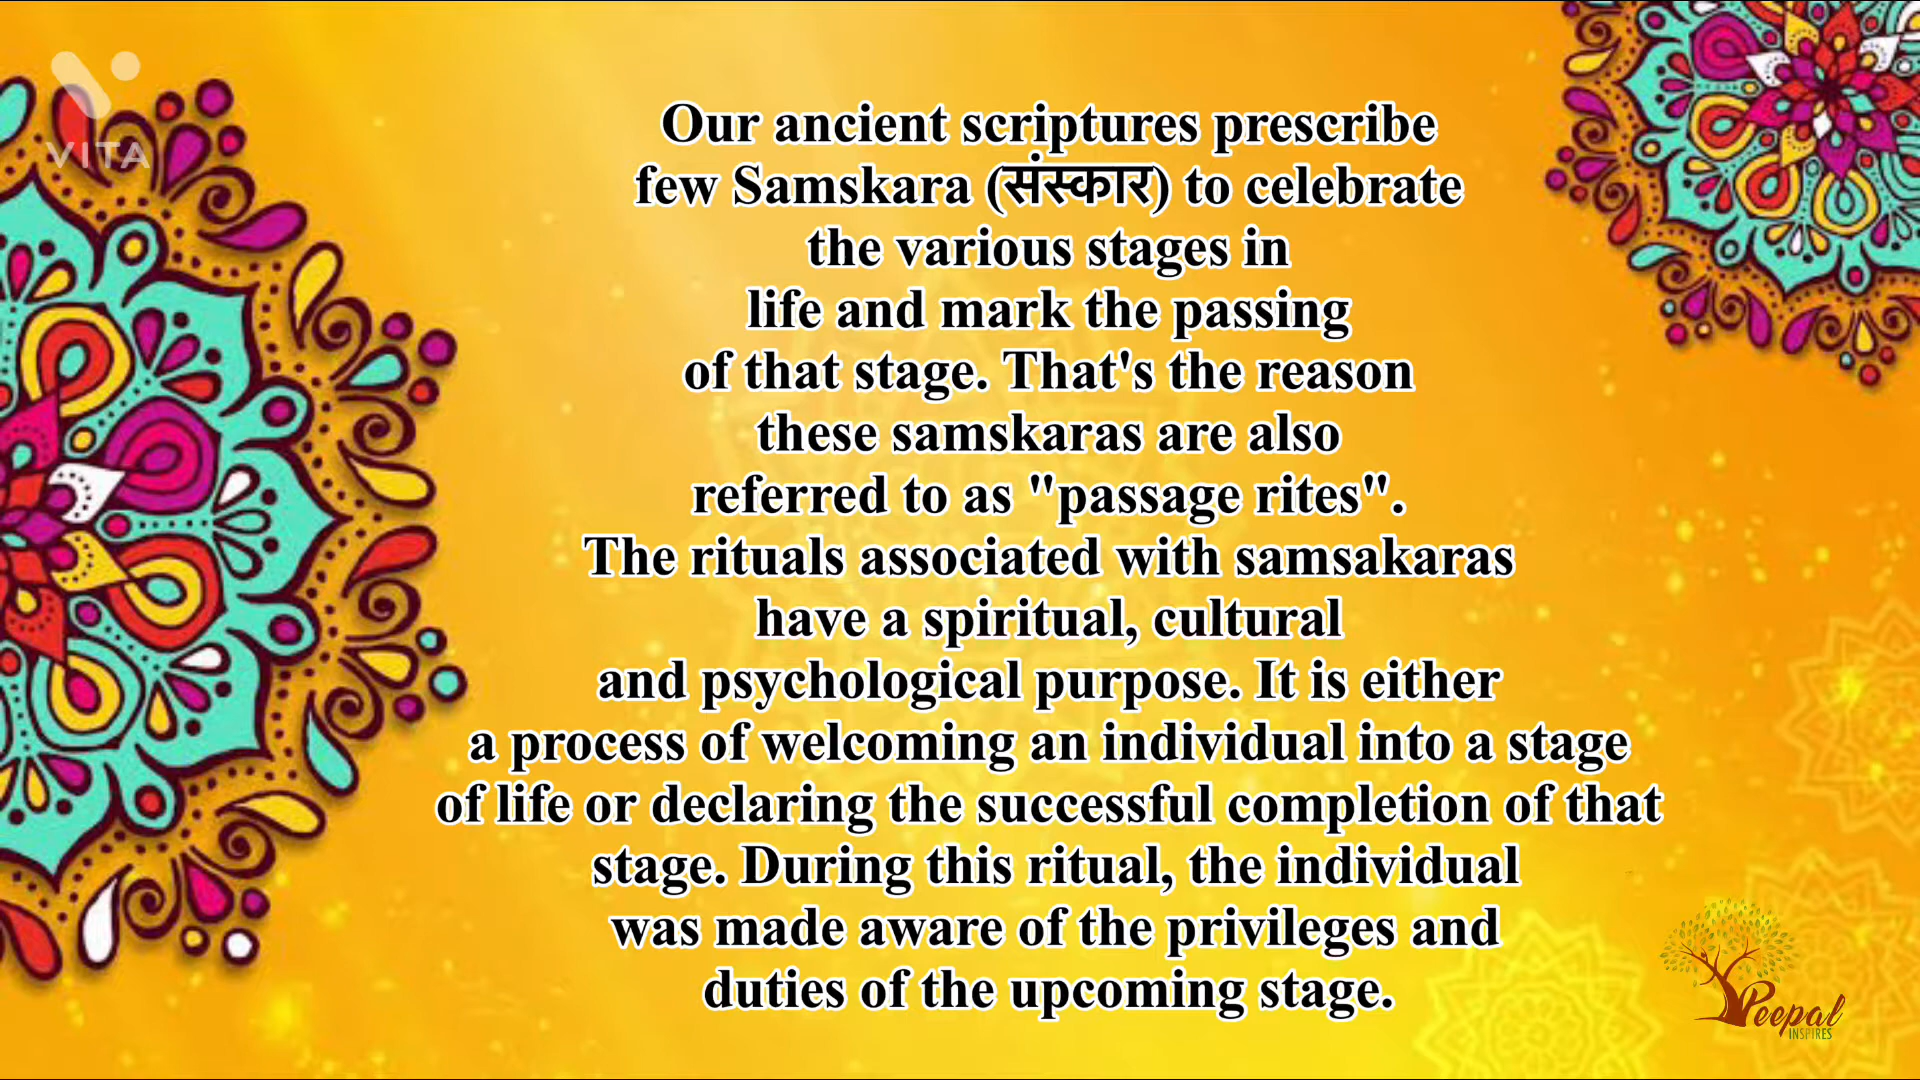 VITA
Our ancient scriptures prescribe
few Samskara (संस्कार) to celebrate
the various stages in
life and mark the passing
of that stage. That's the reason
these samskaras are also
referred to as "passage rites".
The rituals associated with samsakaras
have a spiritual, cultural
and psychological purpose. It is either
a process of welcoming an individual into a stage
of life or declaring the successful completion of that
stage. During this ritual, the individual
was made aware of the privileges and
duties of the upcoming stage.
Peepal
INSPIRES